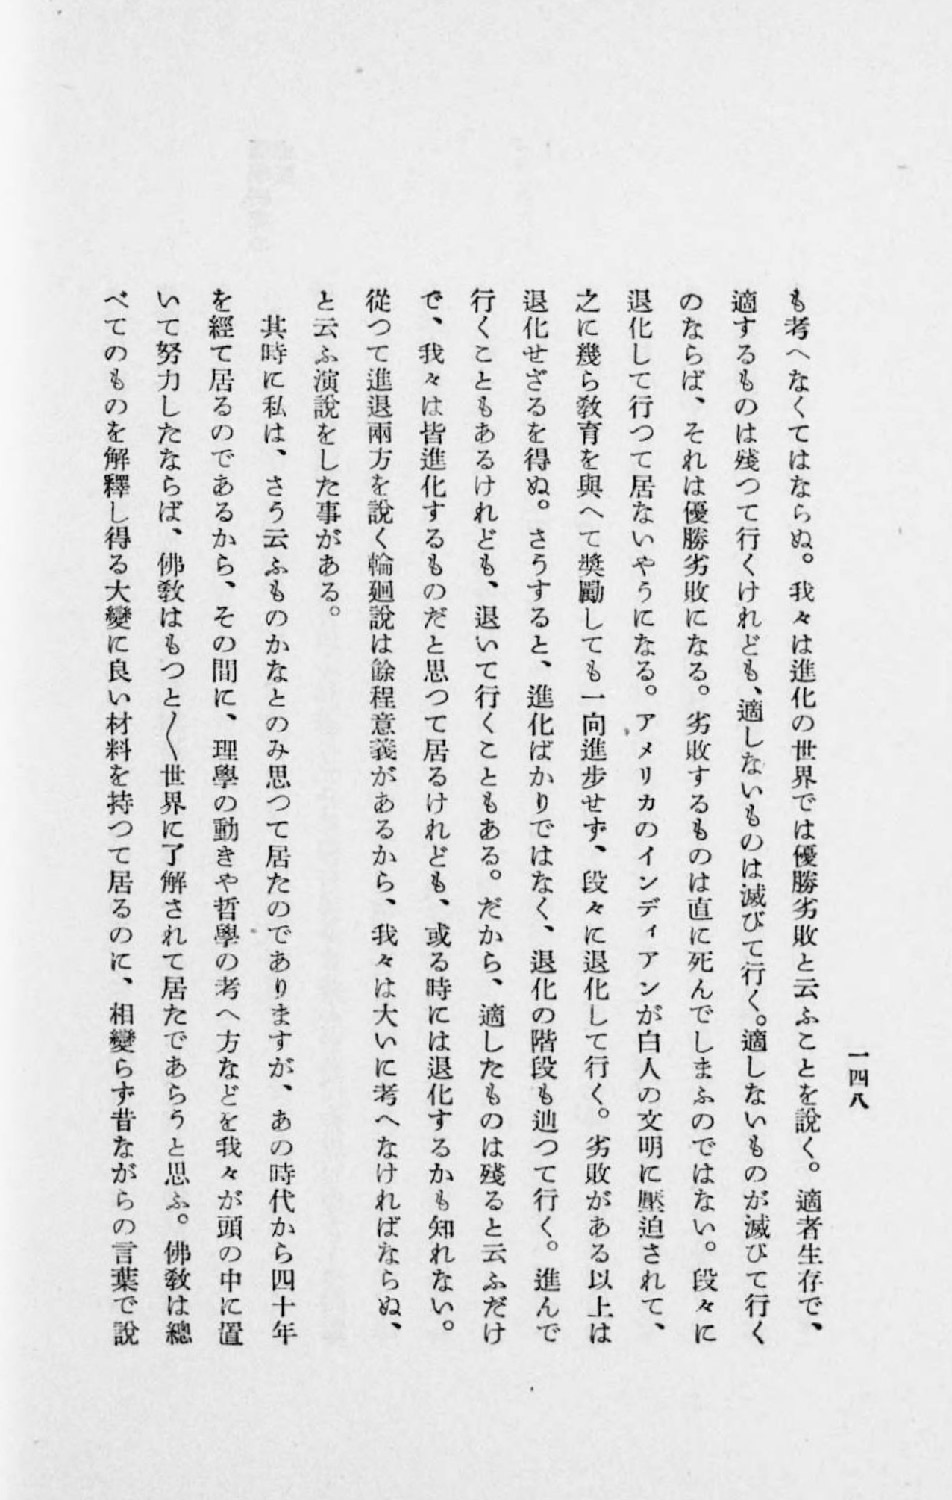 一四八
も考へなくてはならぬ。我々は進化の世界では優勝劣敗と云ふことを說く。適者生存で、
適するものは殘つて行くけれども、適しないものは滅びて行く。適しないものが滅びて行く
のならば、それは優勝劣敗になる。劣敗するものは直に死んでしまふのではない。段々に
退化して行つて居ないやうになる。アメリカのインディアンが白人の文明に壓迫されて、
之に幾ら敎育を與へて奬勵しても一向進步せず、段々に退化して行く。劣敗がある以上は
退化せざるを得ぬ。さうすると、進化ばかりではなく、退化の階段も辿つて行く。進んで
行くこともあるけれども、退いて行くこともある。だから、適したものは殘ると云ふだけ
で、我々は皆進化するものだと思つて居るけれども、或る時には退化するかも知れない。
從つて進退兩方を說く輪廻說は餘程意義があるから、我々は大いに考へなければならぬ、
と云ふ演說をした事がある。
其時に私は、さう云ふものかなとのみ思つて居たのでありますが、あの時代から四十年
を經て居るのであるから、その間に、理學の動きや哲學の考へ方などを我々が頭の中に置
いて努力したならば、佛敎はもつと〱世界に了解されて居たであらうと思ふ。佛敎は總
べてのものを解釋し得る大變に良い材料を持つて居るのに、相變らず昔ながらの言葉で說